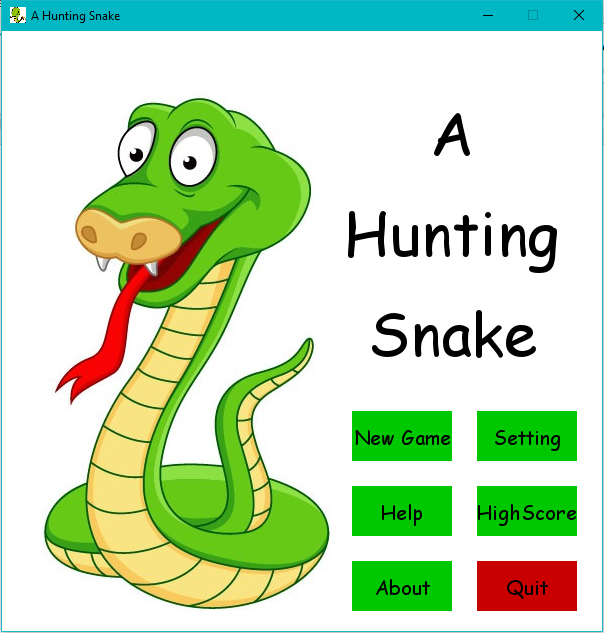 A Hunting Snake
A
Hunting
Snake
New Game
Setting
Help
HighScore
About
Quit